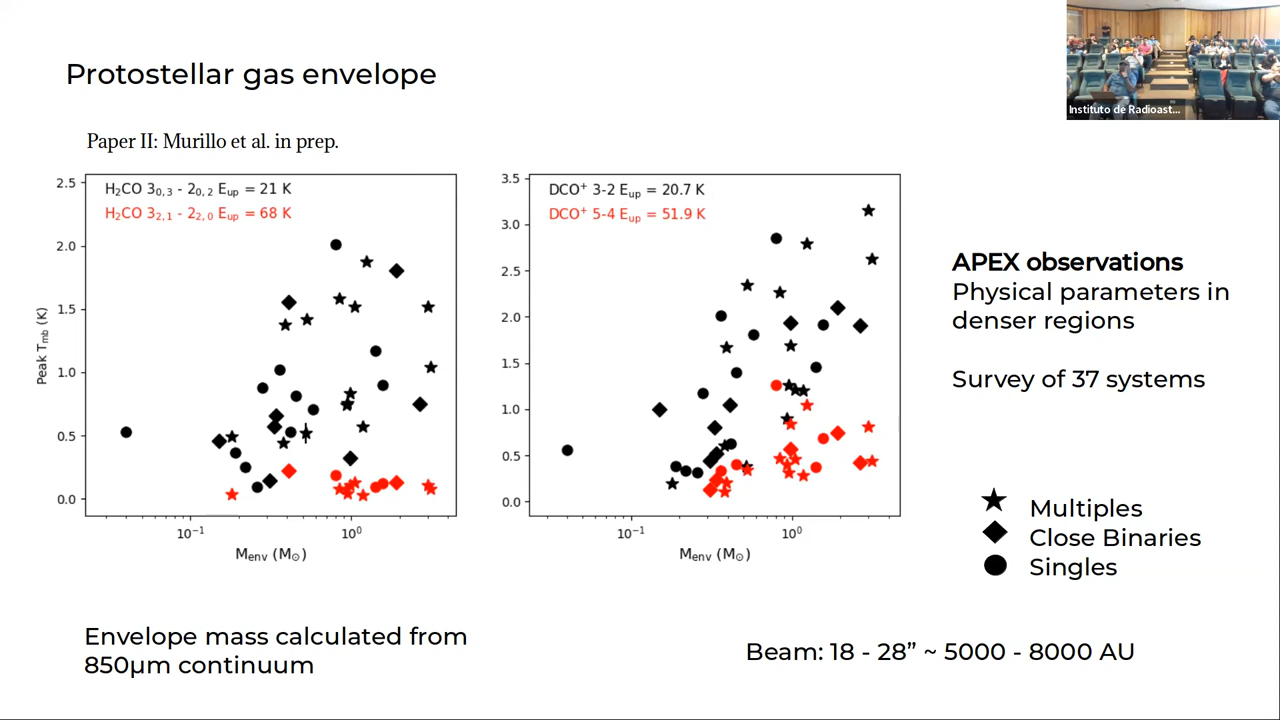 Protostellar gas envelope
Instituto de Radioast...
Paper II: Murillo et al. in prep.
H₂CO 3₀,₃ - 2₀,₂ Eᵤₚ = 21 K
H₂CO 3₂,₁ - 2₂,₀ Eᵤₚ = 68 K
2.5
2.0
1.5
1.0
0.5
0.0
Peak Tmb (K)
10⁻¹
10⁰
Menv (M⊙)
DCO⁺ 3-2 Eᵤₚ = 20.7 K
DCO⁺ 5-4 Eᵤₚ = 51.9 K
3.5
3.0
2.5
2.0
1.5
1.0
0.5
0.0
10⁻¹
10⁰
Menv (M⊙)
APEX observations
Physical parameters in
denser regions
Survey of 37 systems
Multiples
Close Binaries
Singles
Envelope mass calculated from
850µm continuum
Beam: 18 - 28” ~ 5000 - 8000 AU